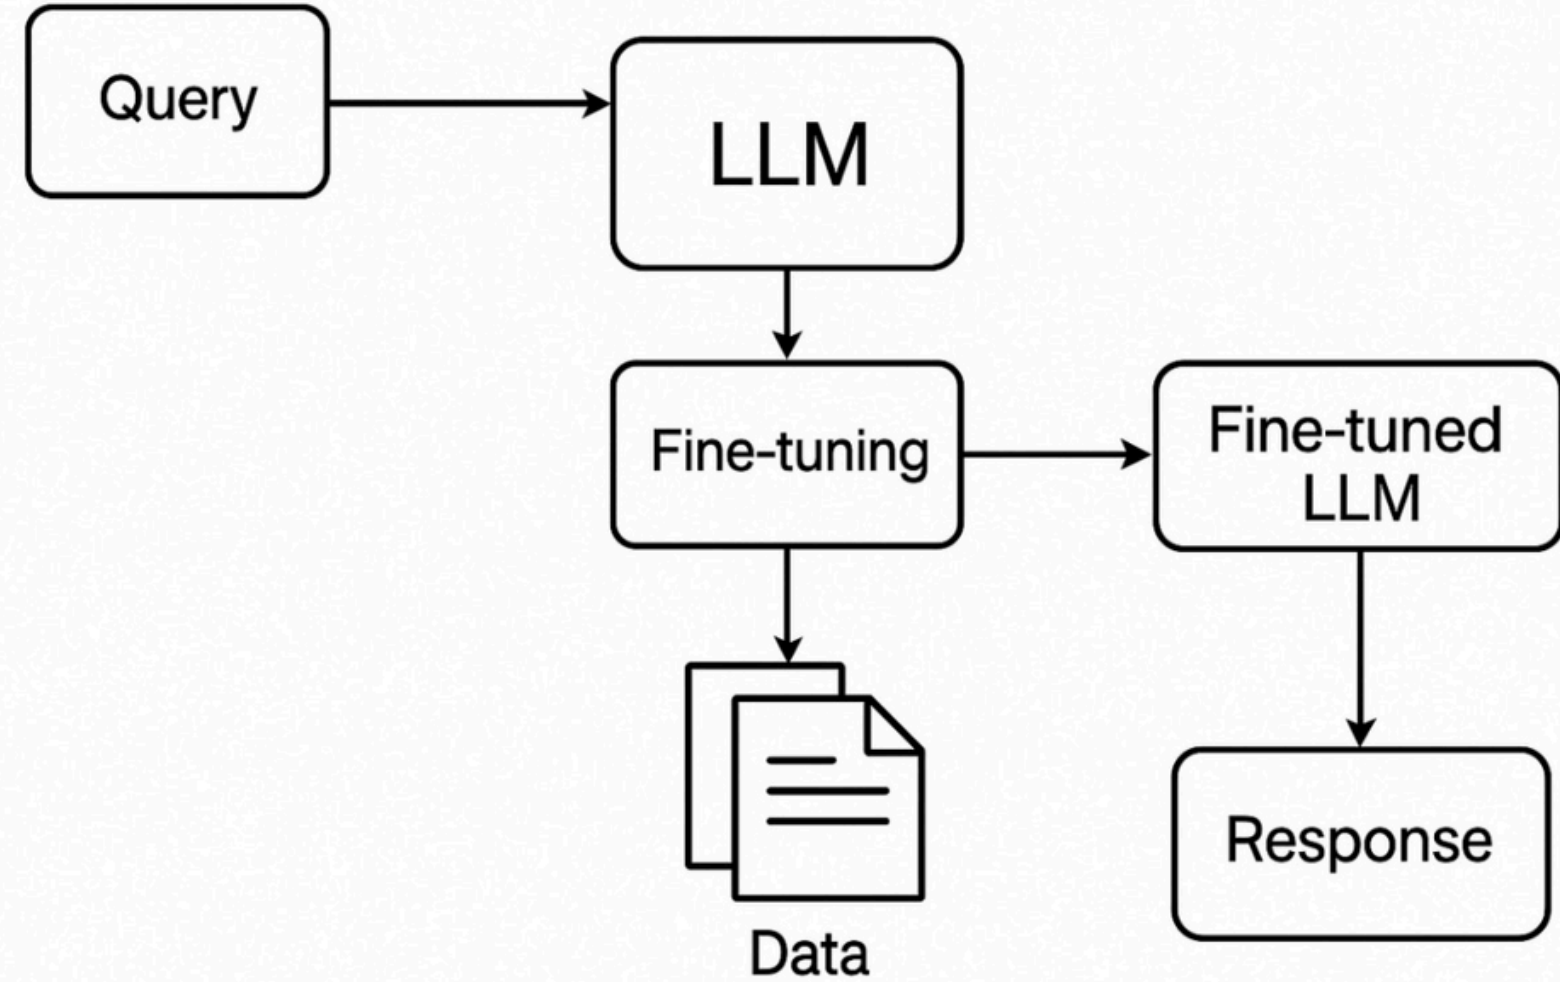 Query
LLM
Fine-tuning
Fine-tuned
LLM
Data
Response